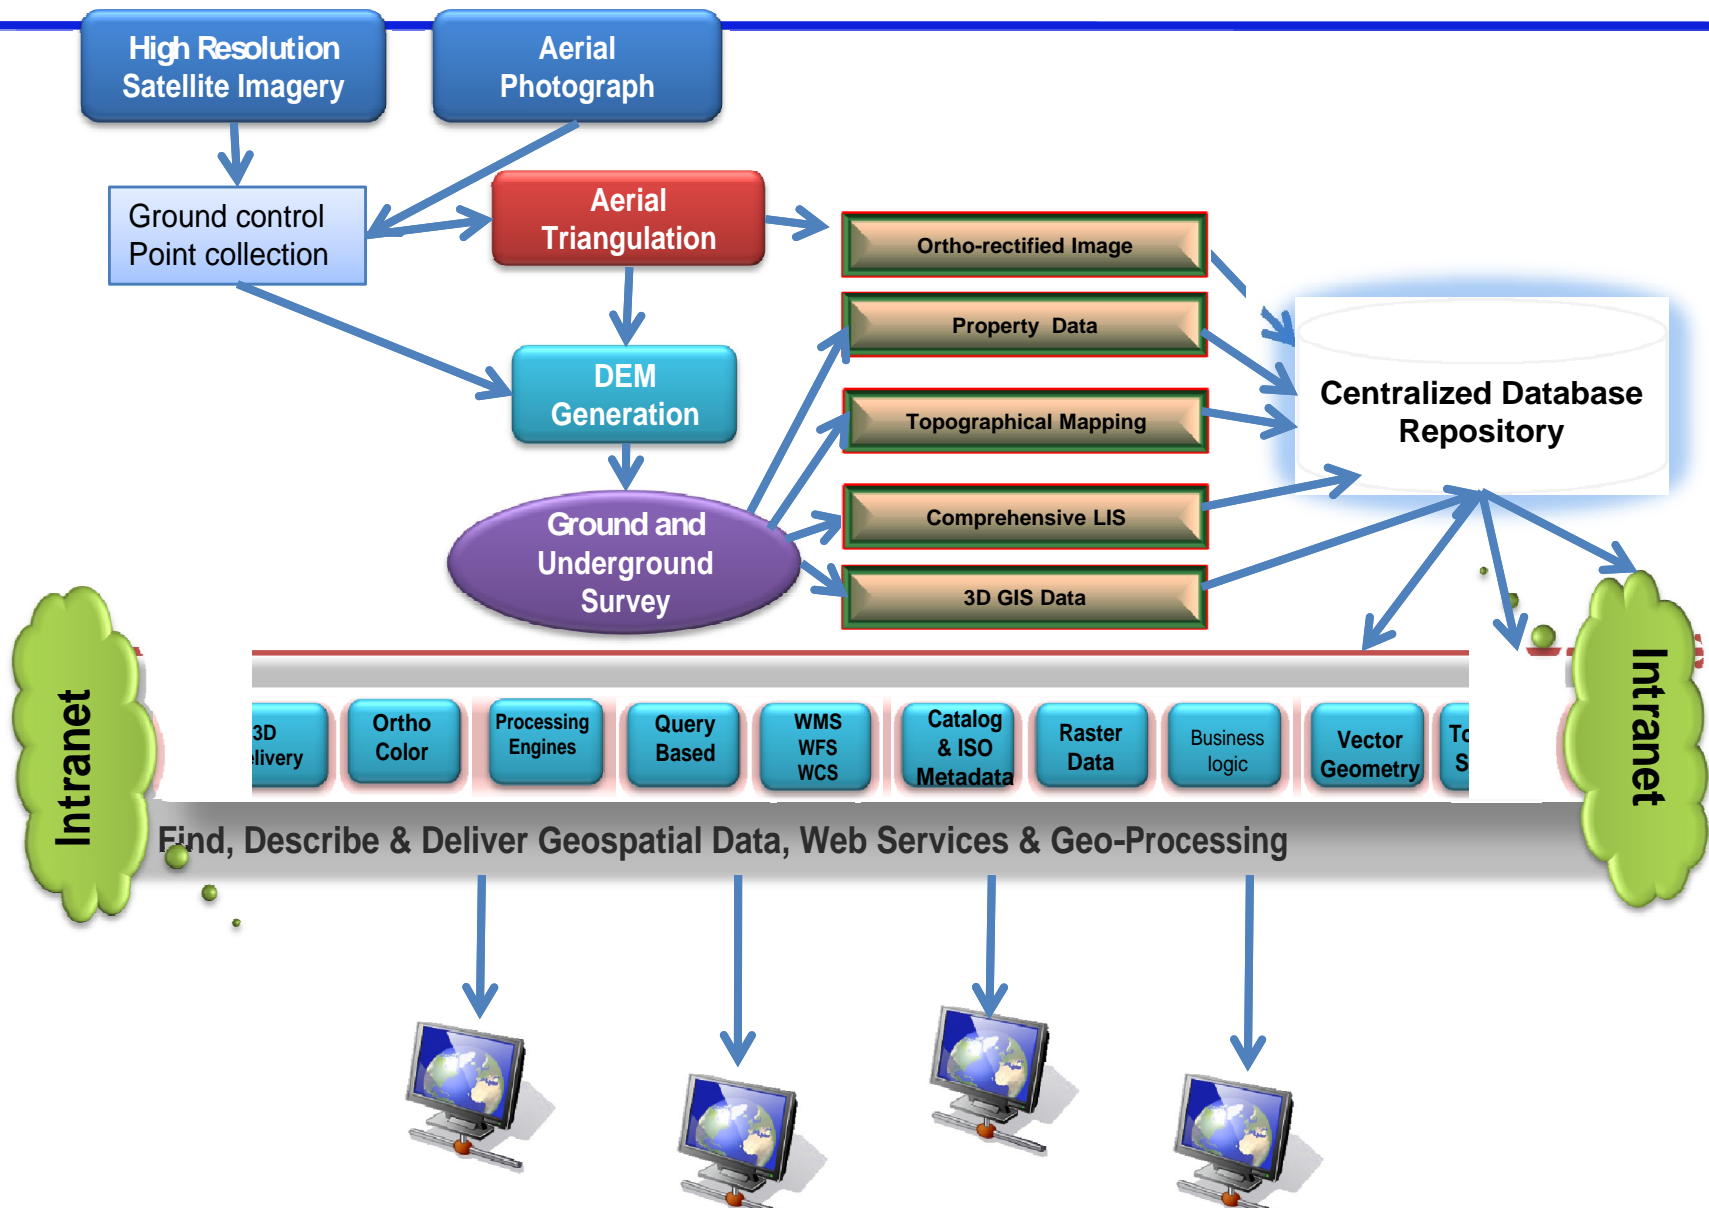 High Resolution
Satellite Imagery
Aerial
Photograph
Ground control
Point collection
Aerial
Triangulation
DEM
Generation
Ground and
Underground
Survey
Ortho-rectified Image
Property Data
Topographical Mapping
Comprehensive LIS
3D GIS Data
Centralized Database
Repository
Intranet
3D
Ortho
Color
Processing
Engines
Query
Based
WMS
WFS
WCS
Catalog
& ISO
Metadata
Raster
Data
Business
logic
Vector
Geometry
Intranet
Find, Describe & Deliver Geospatial Data, Web Services & Geo-Processing